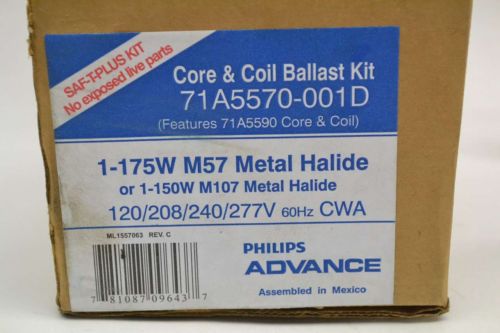 SAF-T-PLUS KIT
No exposed live parts
Core & Coil Ballast Kit
71A5570-001D
(Features 71A5590 Core & Coil)
1-175W M57 Metal Halide
or 1-150W M107 Metal Halide
120/208/240/277V 60Hz CWA
ML1557063 REV. C
PHILIPS
ADVANCE
Assembled in Mexico
7 81087 09643 7